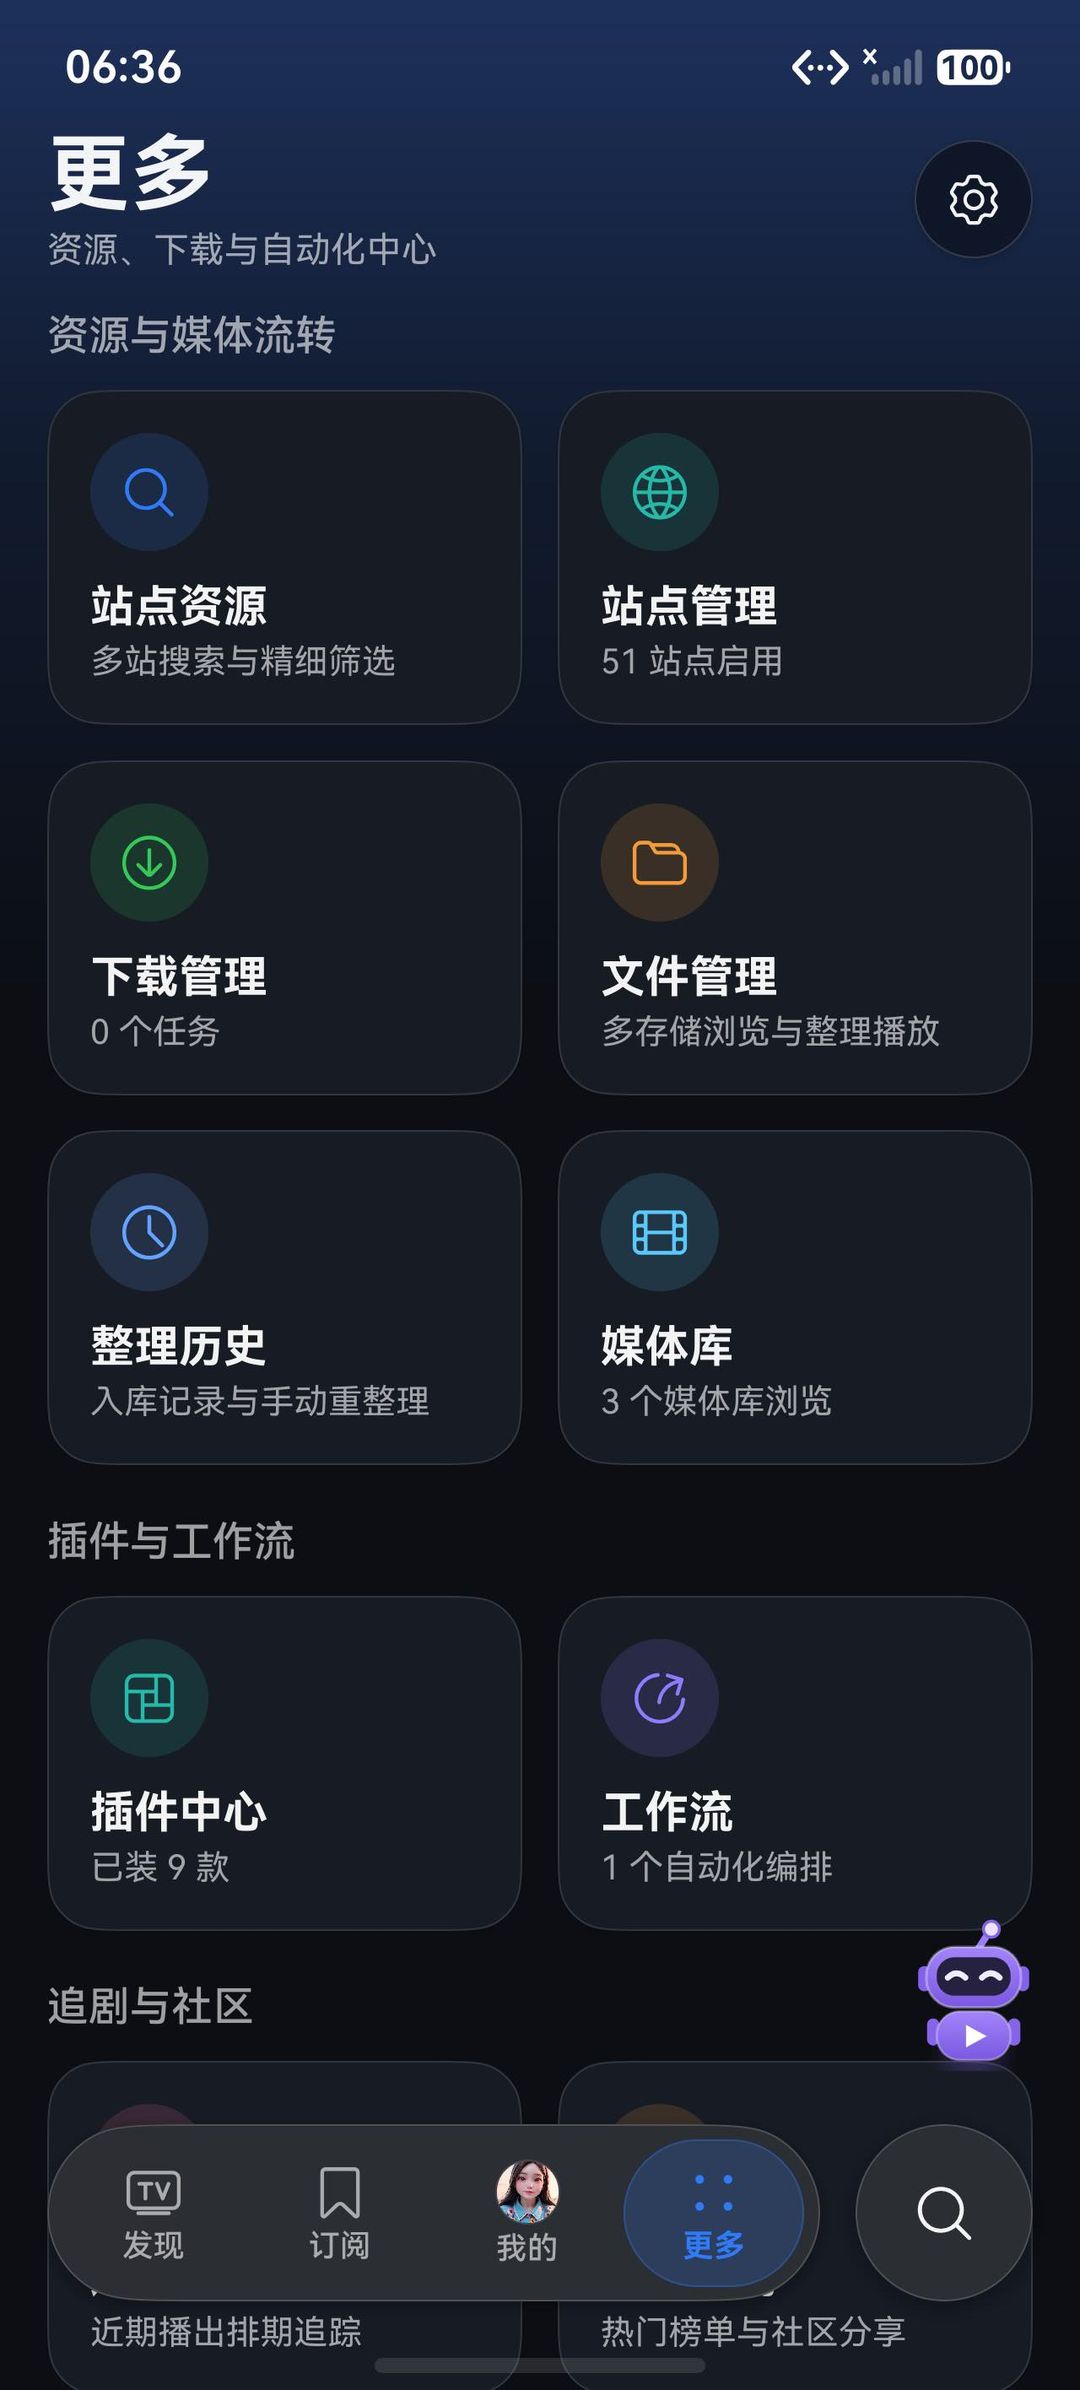 06:36
100
更多
资源、下载与自动化中心
资源与媒体流转
站点资源
多站搜索与精细筛选
站点管理
51 站点启用
下载管理
0 个任务
文件管理
多存储浏览与整理播放
整理历史
入库记录与手动重整理
媒体库
3 个媒体库浏览
插件与工作流
插件中心
已装 9 款
工作流
1 个自动化编排
追剧与社区
TV
发现
订阅
我的
更多
近期播出排期追踪
热门榜单与社区分享